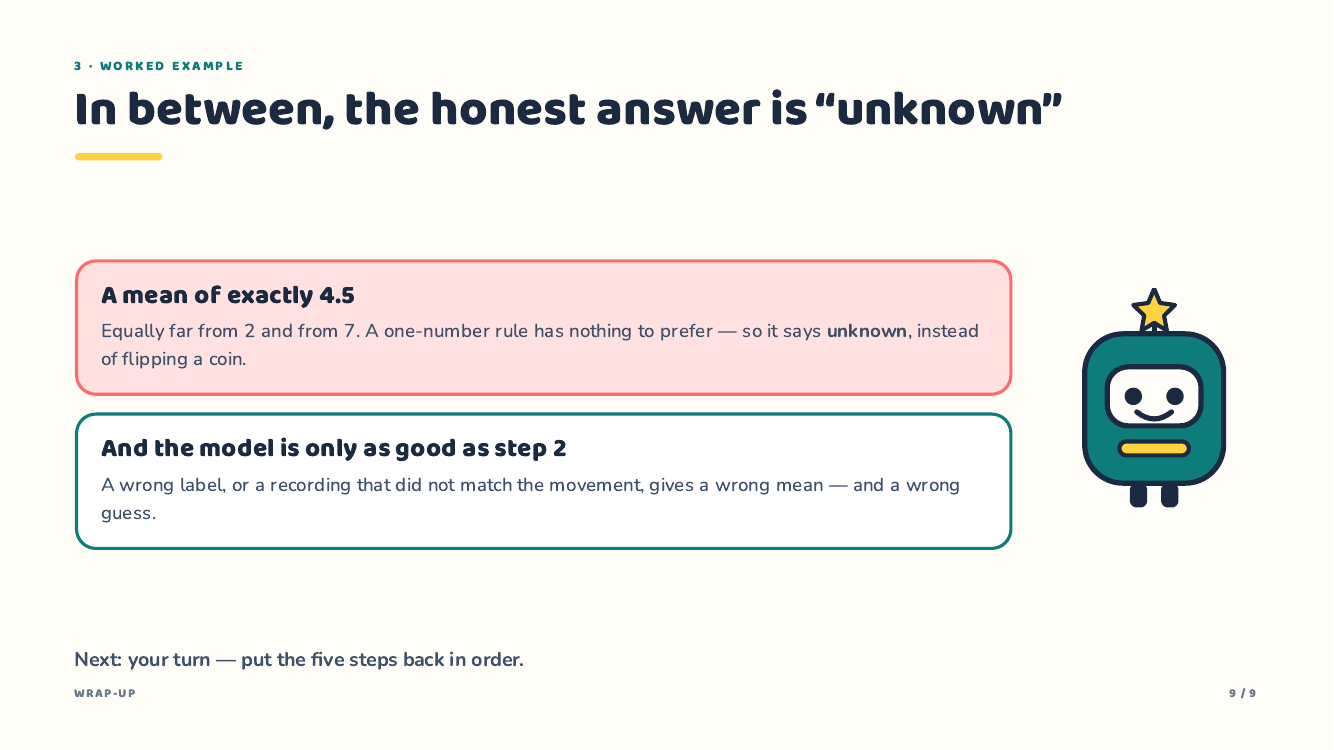 3 · WORKED EXAMPLE
In between, the honest answer is “unknown”
A mean of exactly 4.5
Equally far from 2 and from 7. A one-number rule has nothing to prefer — so it says unknown, instead
of flipping a coin.
And the model is only as good as step 2
A wrong label, or a recording that did not match the movement, gives a wrong mean — and a wrong
guess.
Next: your turn — put the five steps back in order.
WRAP-UP
9 / 9